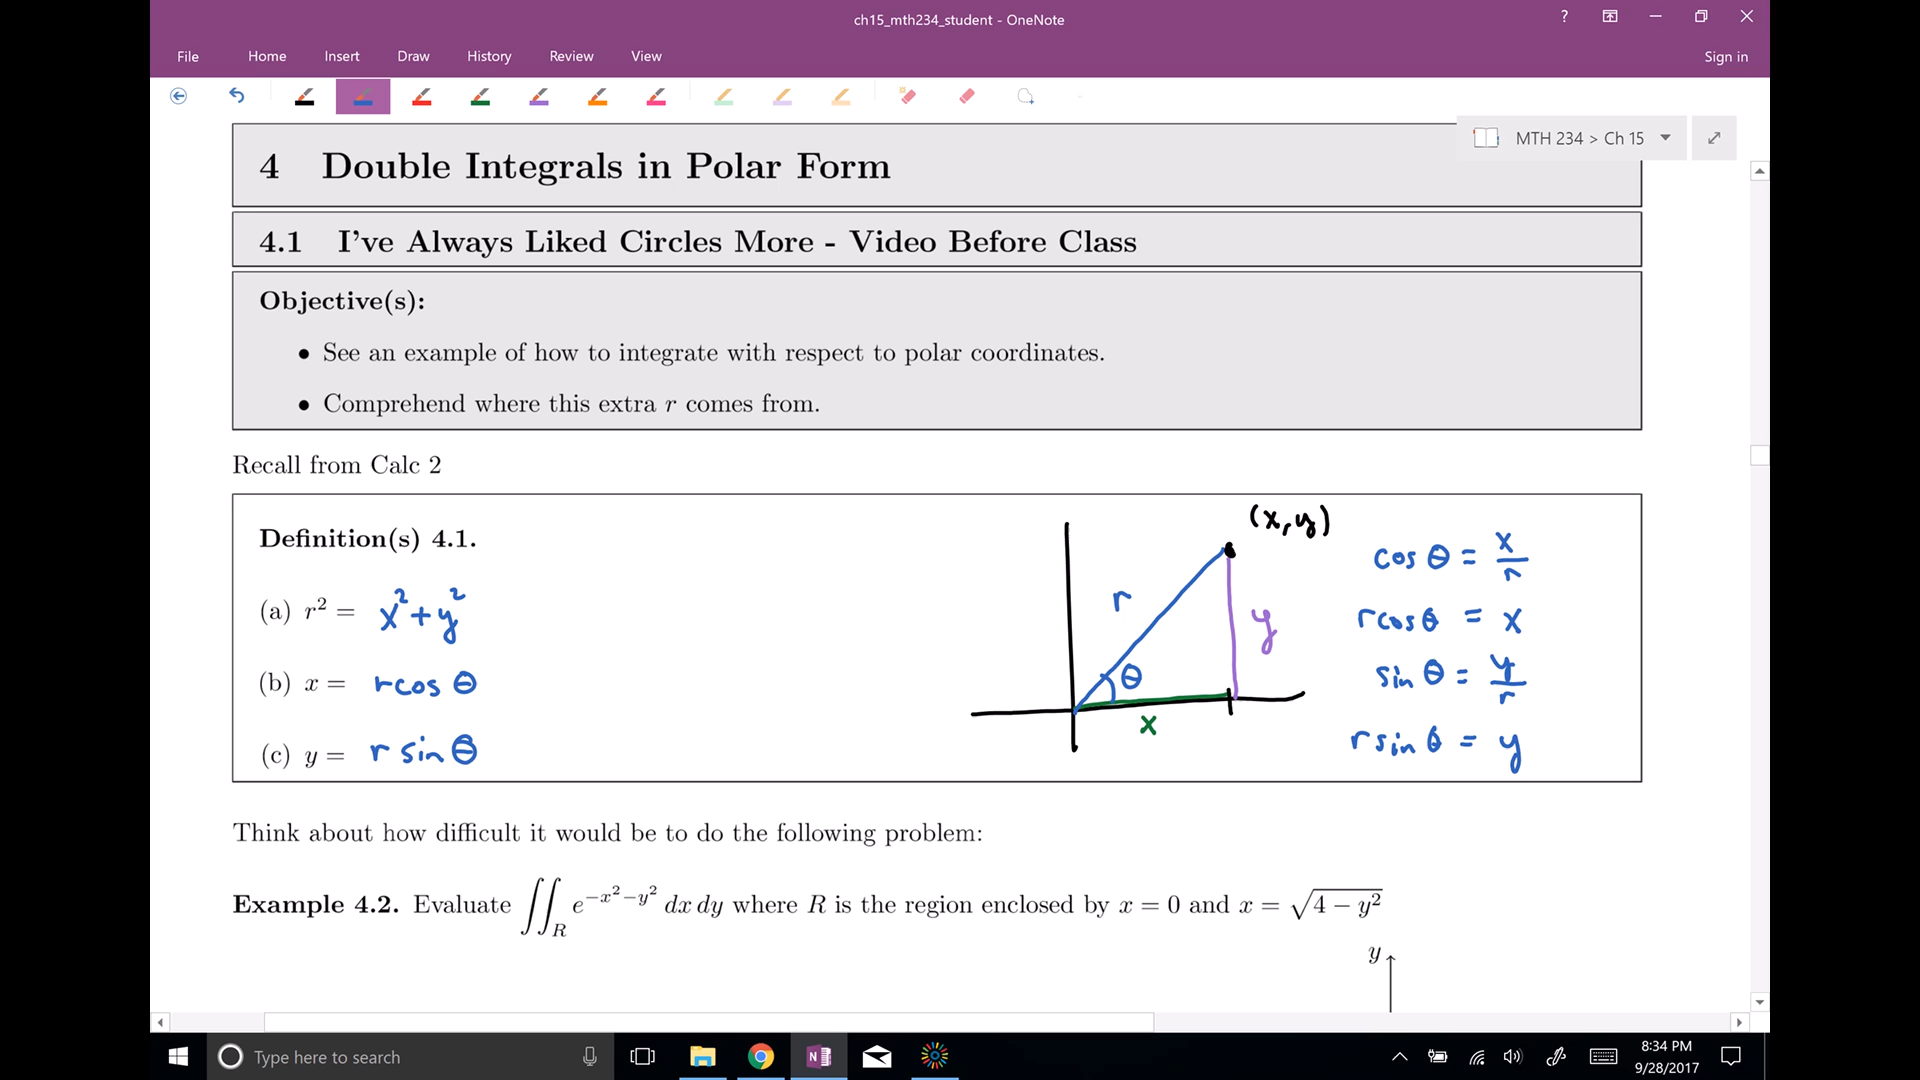 ch15_mth234_student - OneNote
?
File Home Insert Draw History Review View Sign in
MTH 234 > Ch 15
4 Double Integrals in Polar Form
4.1 I've Always Liked Circles More - Video Before Class
Objective(s):
• See an example of how to integrate with respect to polar coordinates.
• Comprehend where this extra r comes from.
Recall from Calc 2
Definition(s) 4.1.
(a) r² = x² + y²
(b) x = rcos θ
(c) y = r sin θ
(x, y)
r
θ
y
x
cos θ = x/r
rcos θ = x
sin θ = y/r
rsin θ = y
Think about how difficult it would be to do the following problem:
Example 4.2. Evaluate ∬_R e^{-x²-y²} dx dy where R is the region enclosed by x = 0 and x = √(4 − y²)
y
Type here to search
N
8:34 PM
9/28/2017